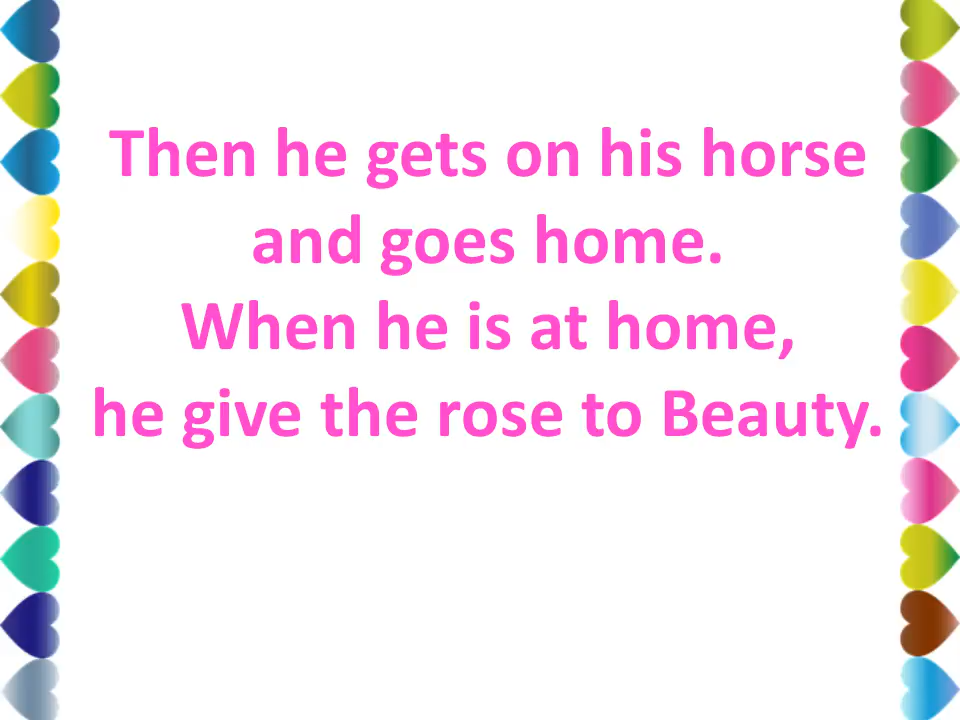 Then he gets on his horse
and goes home.
When he is at home,
he give the rose to Beauty.